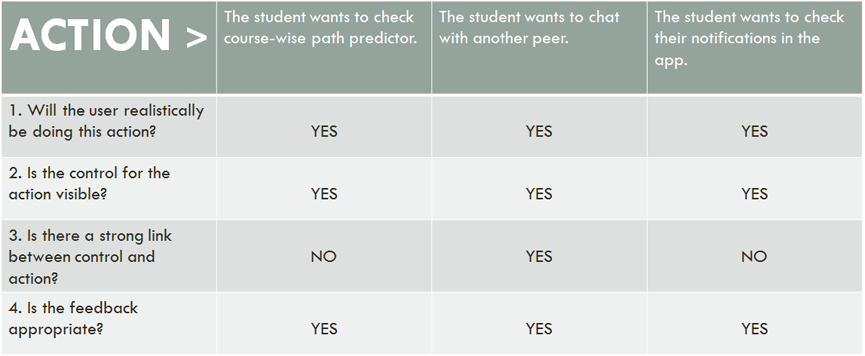 ACTION >
The student wants to check
course-wise path predictor.
The student wants to chat
with another peer.
The student wants to check
their notifications in the
app.
1. Will the user realistically
be doing this action?
YES
YES
YES
2. Is the control for the
action visible?
YES
YES
YES
3. Is there a strong link
between control and
action?
NO
YES
NO
4. Is the feedback
appropriate?
YES
YES
YES